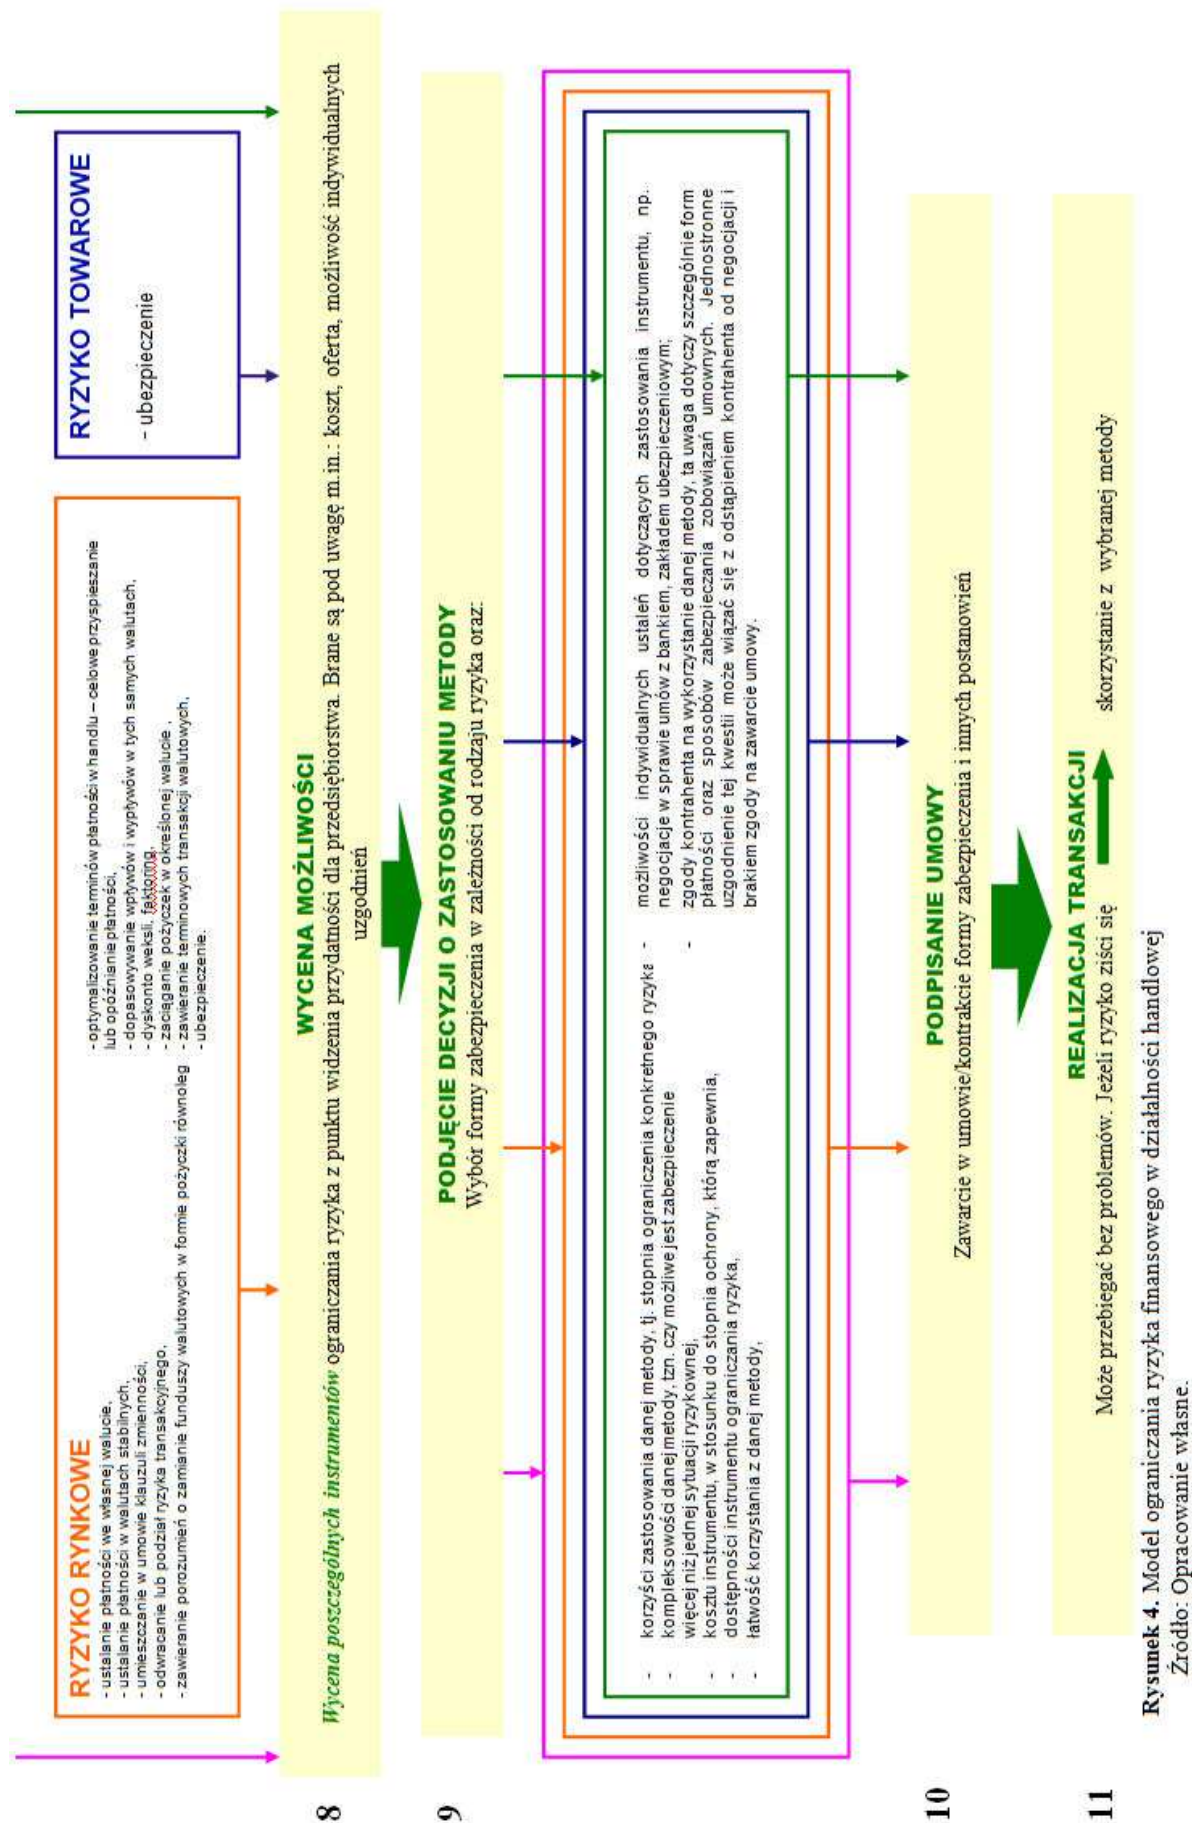 RYZYKO RYNKOWE
- ustalanie płatności we własnej walucie,
- ustalanie płatności w walutach stabilnych,
- umieszczanie w umowie klauzuli zmienności,
- odwracanie lub podział ryzyka transakcyjnego,
- zawieranie porozumień o zamianie funduszy walutowych w formie pożyczki równoleg
- optymalizowanie terminów płatności w handlu – celowe przyspieszanie
lub opóźnianie płatności,
- dopasowywanie wpływów i wypływów w tych samych walutach,
- dyskonto weksli, faktoring,
- zaciąganie pożyczek w określonej walucie ,
- zawieranie terminowych transakcji walutowych,
- ubezpieczenie.
RYZYKO TOWAROWE
- ubezpieczenie
8
WYCENA MOŻLIWOŚCI
Wycena poszczególnych instrumentów ograniczania ryzyka z punktu widzenia przydatności dla przedsiębiorstwa. Brane są pod uwagę m.in.: koszt, oferta, możliwość indywidualnych
uzgodnień
9
PODJĘCIE DECYZJI O ZASTOSOWANIU METODY
Wybór formy zabezpieczenia w zależności od rodzaju ryzyka oraz:
- korzyści zastosowania danej metody, tj. stopnia ograniczenia konkretnego ryzyka
- kompleksowości danej metody, tzn. czy możliwe jest zabezpieczenie
więcej niż jednej sytuacji ryzykownej,
- kosztu instrumentu, w stosunku do stopnia ochrony, którą zapewnia,
- dostępności instrumentu ograniczania ryzyka,
- łatwość korzystania z danej metody,
- możliwości indywidualnych ustaleń dotyczących zastosowania instrumentu, np.
negocjacje w sprawie umów z bankiem, zakładem ubezpieczeniowym;
- zgody kontrahenta na wykorzystanie danej metody, ta uwaga dotyczy szczególnie form
płatności oraz sposobów zabezpieczania zobowiązań umownych. Jednostronne
uzgodnienie tej kwestii może wiązać się z odstąpieniem kontrahenta od negocjacji i
brakiem zgody na zawarcie umowy.
10
PODPISANIE UMOWY
Zawarcie w umowie/kontrakcie formy zabezpieczenia i innych postanowień
11
REALIZACJA TRANSAKCJI
Może przebiegać bez problemów. Jeżeli ryzyko ziści się skorzystanie z wybranej metody
Rysunek 4. Model ograniczania ryzyka finansowego w działalności handlowej
Źródło: Opracowanie własne.